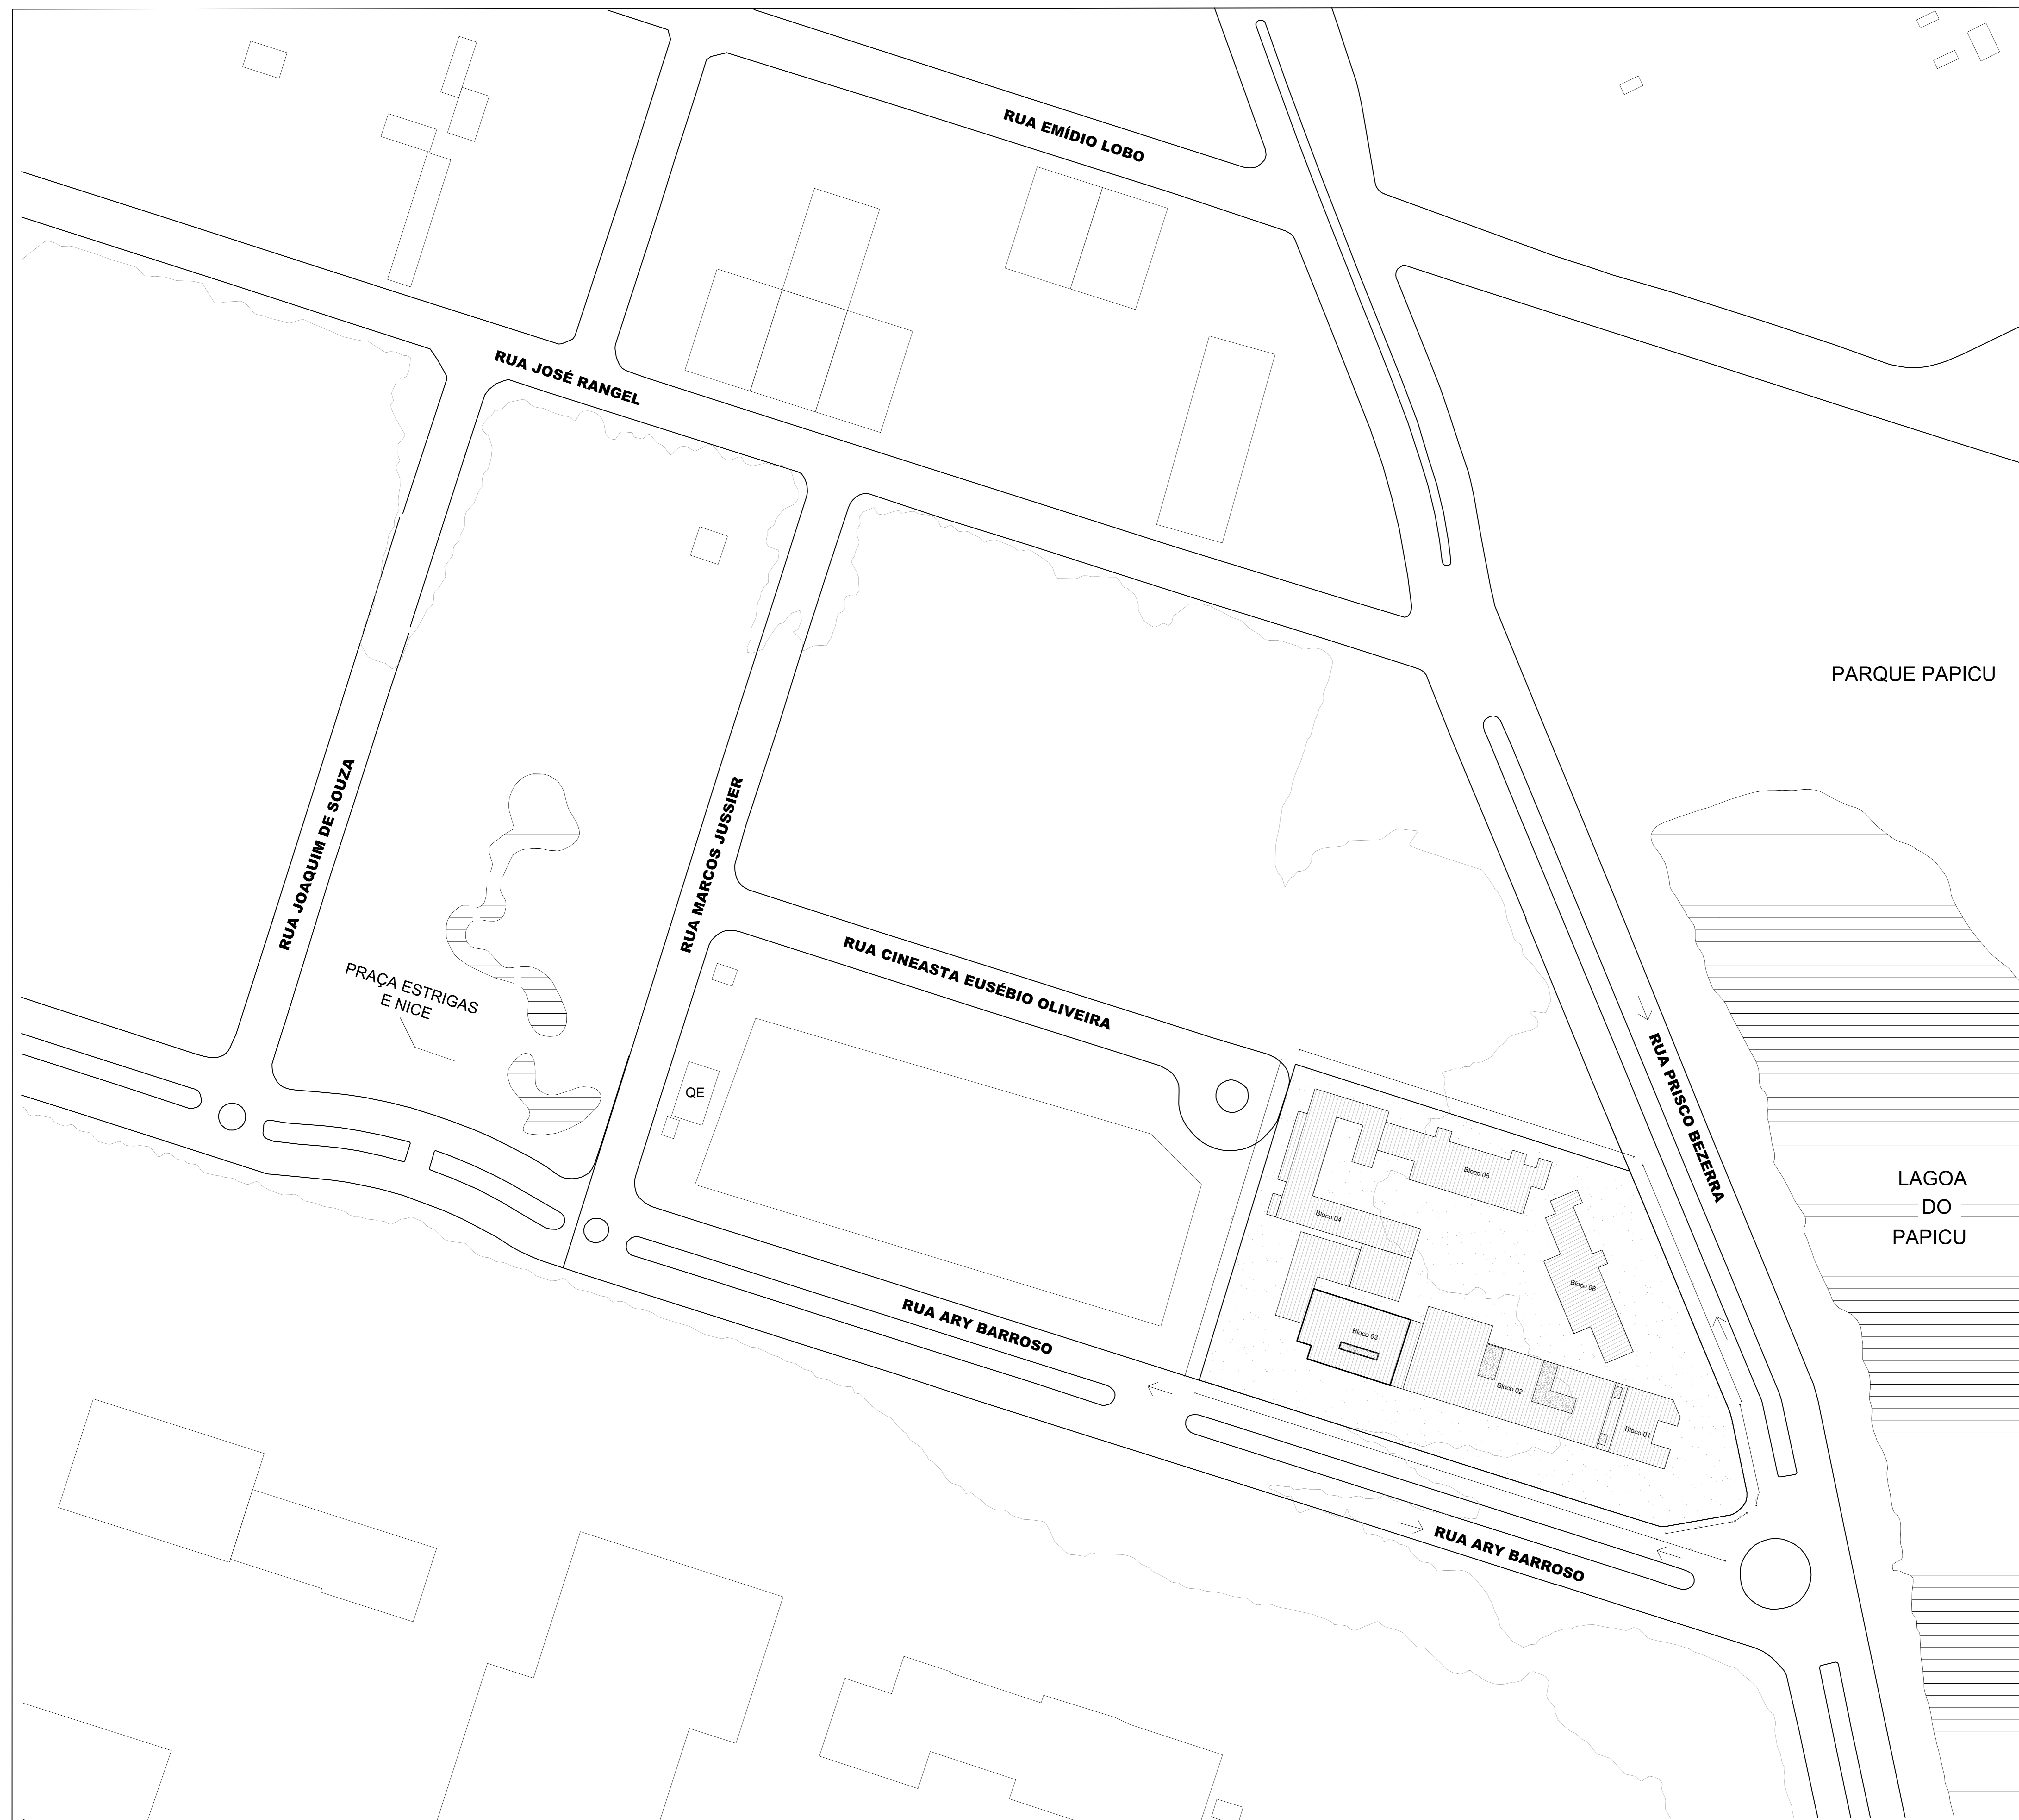 RUA EMÍDIO LOBO
RUA JOSÉ RANGEL
PARQUE PAPICU
RUA JOAQUIM DE SOUZA
RUA MARCOS JUSSIER
RUA CINEASTA EUSÉBIO OLIVEIRA
PRAÇA ESTRIGAS
E NICE
QE
RUA PRISCO BEZERRA
LAGOA
DO
PAPICU
Bloco 05
Bloco 04
Bloco 06
Bloco 03
Bloco 02
Bloco 01
RUA ARY BARROSO
RUA ARY BARROSO